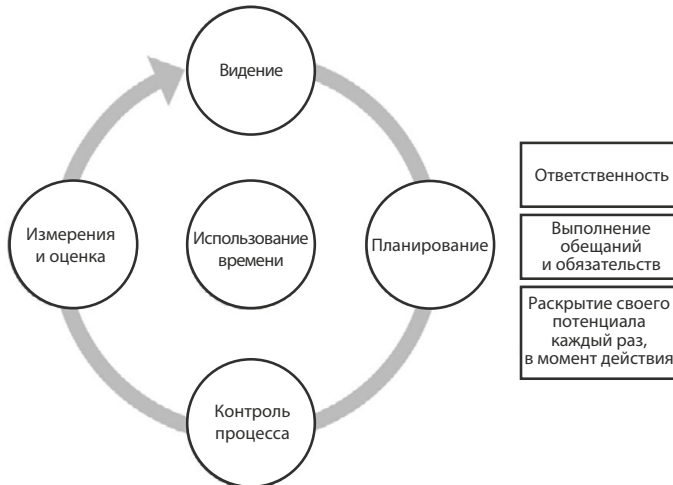 Видение
Измерения
и оценка
Использование
времени
Планирование
Контроль
процесса
Ответственность
Выполнение
обещаний
и обязательств
Раскрытие своего
потенциала
каждый раз,
в момент действия